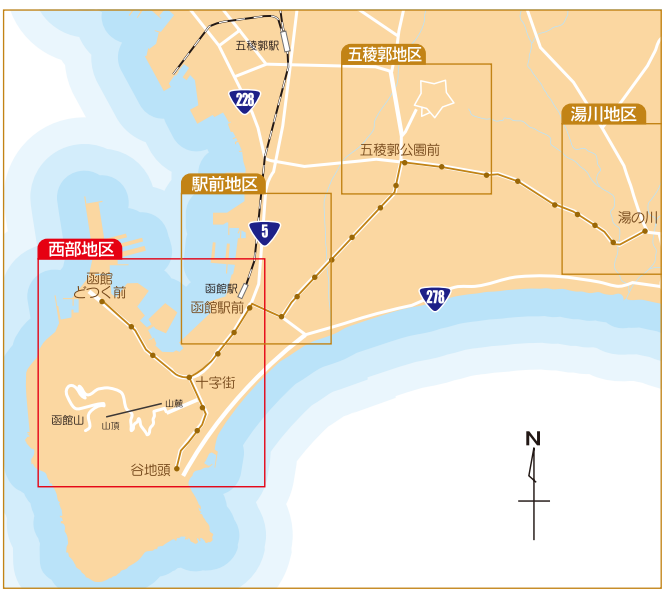 五稜郭駅
五稜郭地区
228
湯川地区
五稜郭公園前
駅前地区
湯の川
5
西部地区
函館
どつく前
函館駅
函館駅前
278
十字街
山麓
函館山
山頂
谷地頭
N